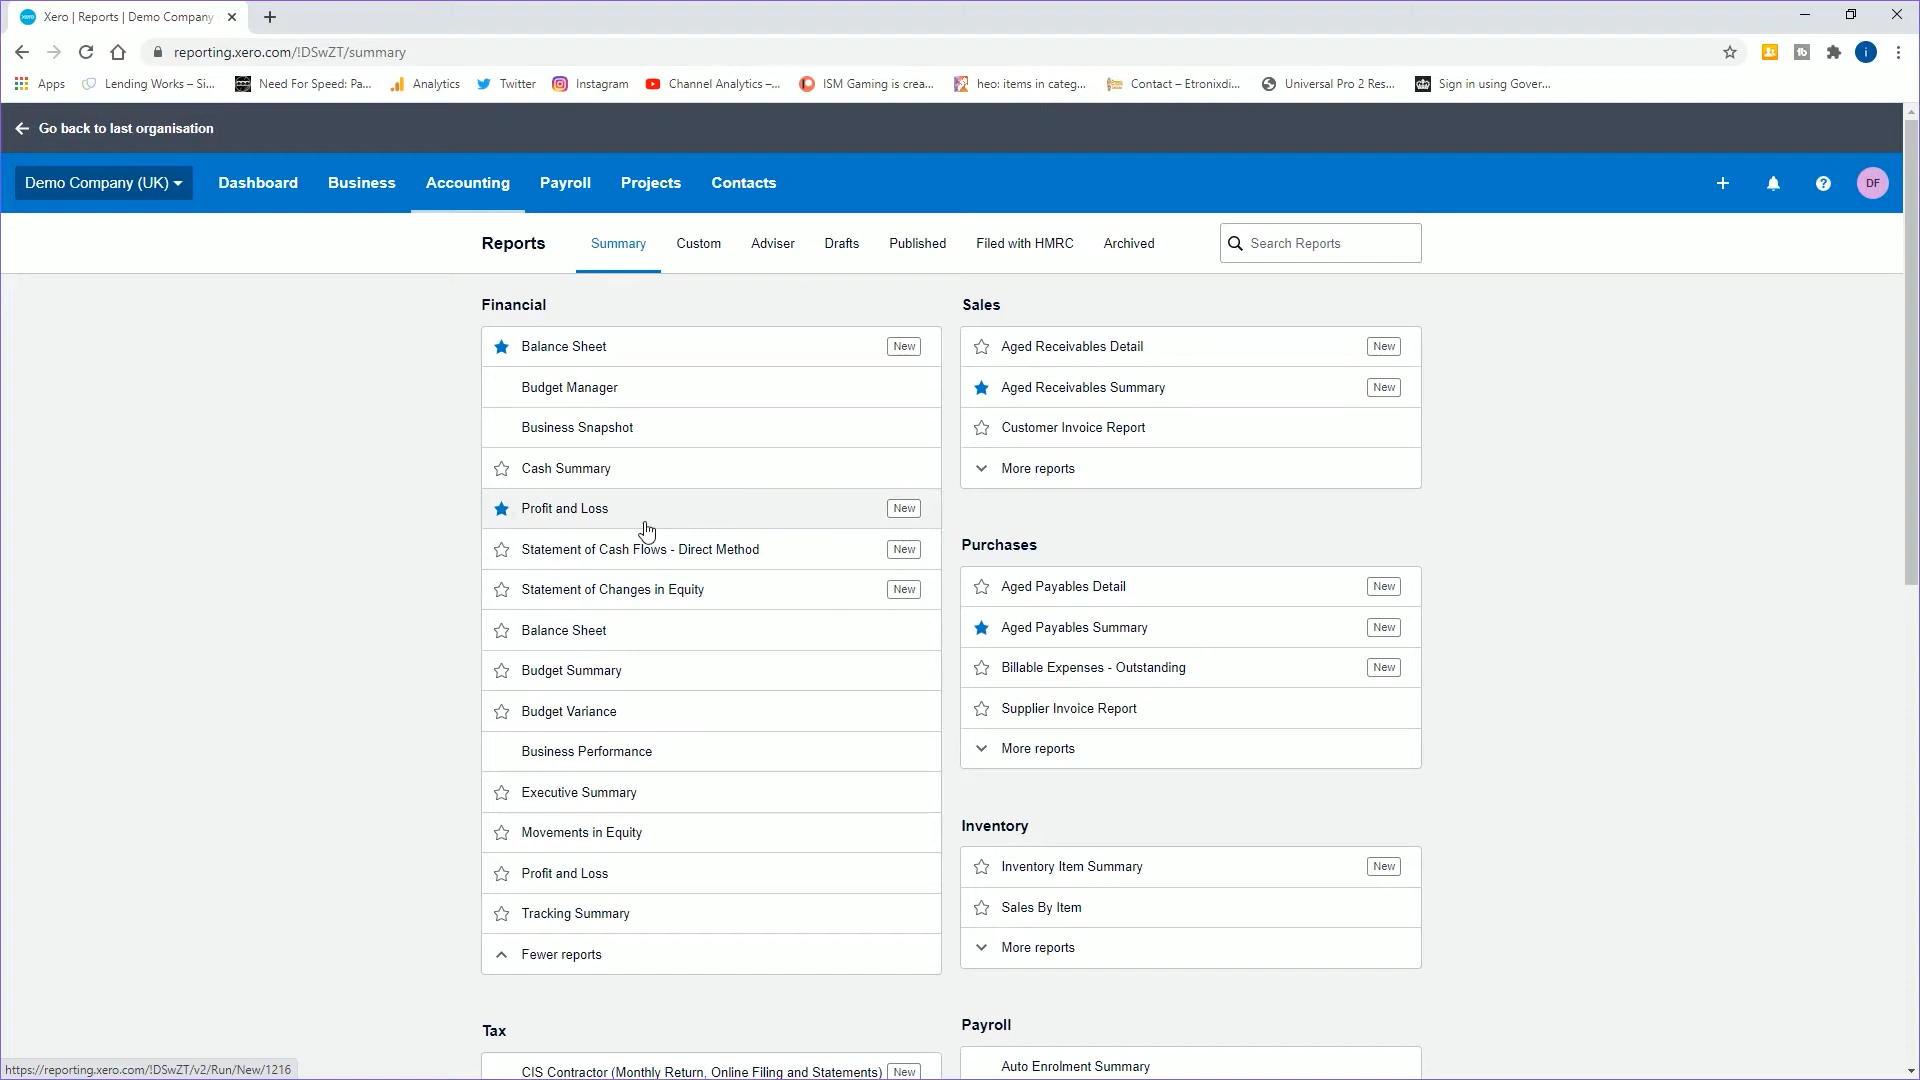 Xero | Reports | Demo Company
reporting.xero.com/!DSwZT/summary
Apps
Lending Works – Si...
Need For Speed: Pa...
Analytics
Twitter
Instagram
Channel Analytics –...
ISM Gaming is crea...
heo: items in categ...
Contact – Etronixdi...
Universal Pro 2 Res...
Sign in using Gover...
Go back to last organisation
Demo Company (UK)
Dashboard
Business
Accounting
Payroll
Projects
Contacts
DF
Reports
Summary
Custom
Adviser
Drafts
Published
Filed with HMRC
Archived
Search Reports
Financial
Balance Sheet New
Budget Manager
Business Snapshot
Cash Summary
Profit and Loss New
Statement of Cash Flows - Direct Method New
Statement of Changes in Equity New
Balance Sheet
Budget Summary
Budget Variance
Business Performance
Executive Summary
Movements in Equity
Profit and Loss
Tracking Summary
Fewer reports
Tax
CIS Contractor (Monthly Return, Online Filing and Statements) New
Sales
Aged Receivables Detail New
Aged Receivables Summary New
Customer Invoice Report
More reports
Purchases
Aged Payables Detail New
Aged Payables Summary New
Billable Expenses - Outstanding New
Supplier Invoice Report
More reports
Inventory
Inventory Item Summary New
Sales By Item
More reports
Payroll
Auto Enrolment Summary
https://reporting.xero.com/!DSwZT/v2/Run/New/1216